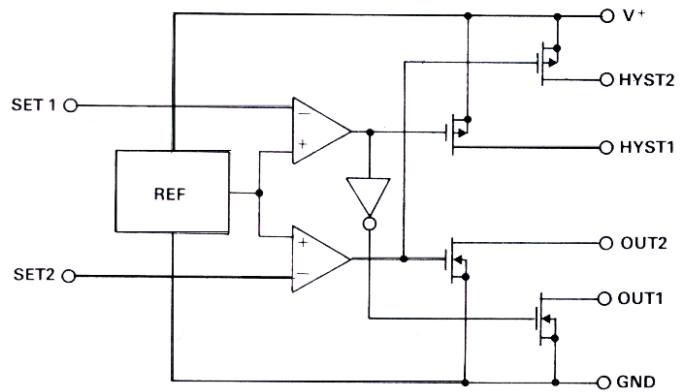 V+
HYST2
SET 1
HYST1
REF
OUT2
SET2
OUT1
GND
− + + −